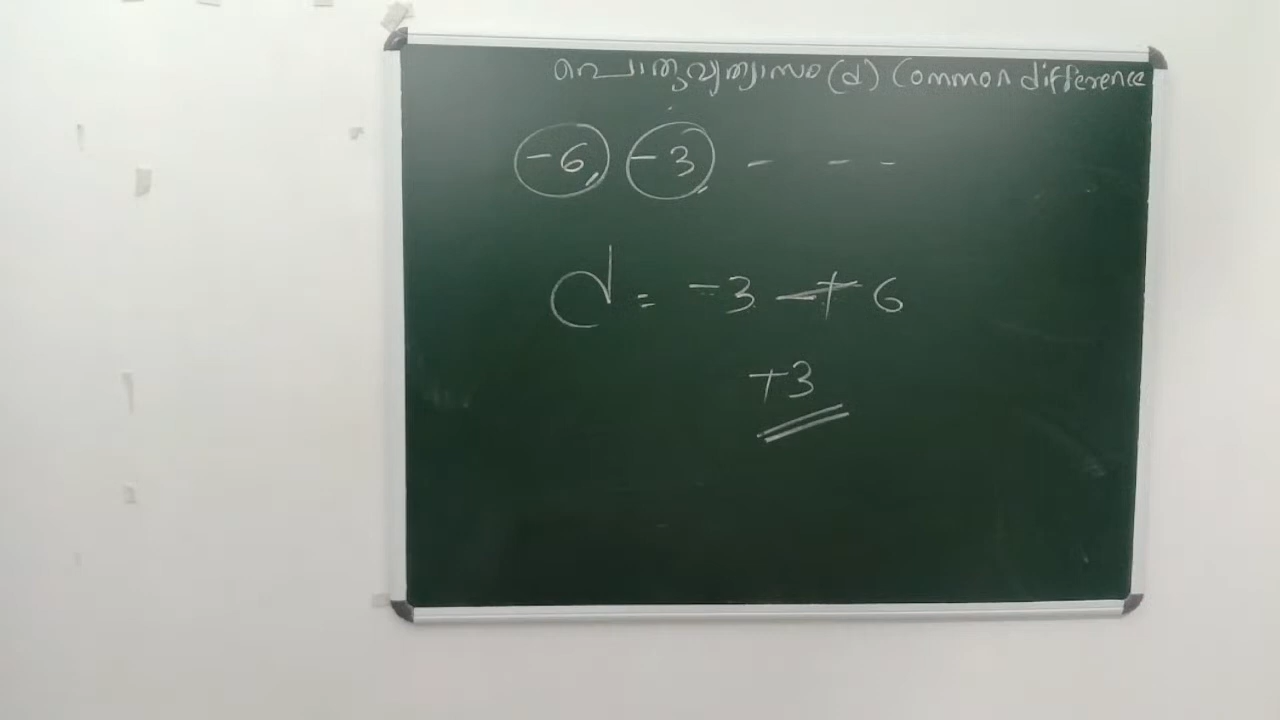 പൊതുവ്യത്യാസം (d) Common difference
-6, -3, - - -
d = -3 -+ 6
+3